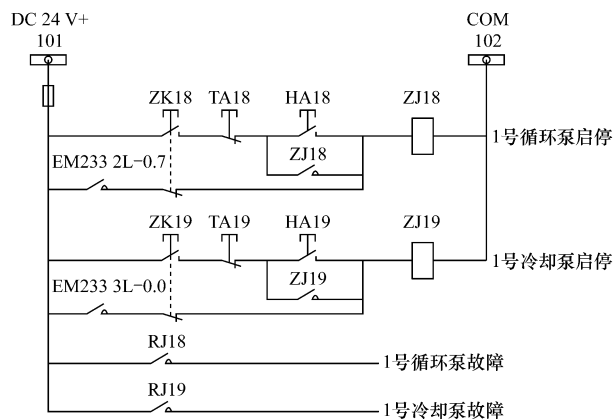 DC 24 V+
COM
101
102
ZK18
TA18
HA18
ZJ18
1号循环泵启停
ZJ18
EM233 2L-0.7
ZK19
TA19
HA19
ZJ19
1号冷却泵启停
ZJ19
EM233 3L-0.0
RJ18
1号循环泵故障
RJ19
1号冷却泵故障